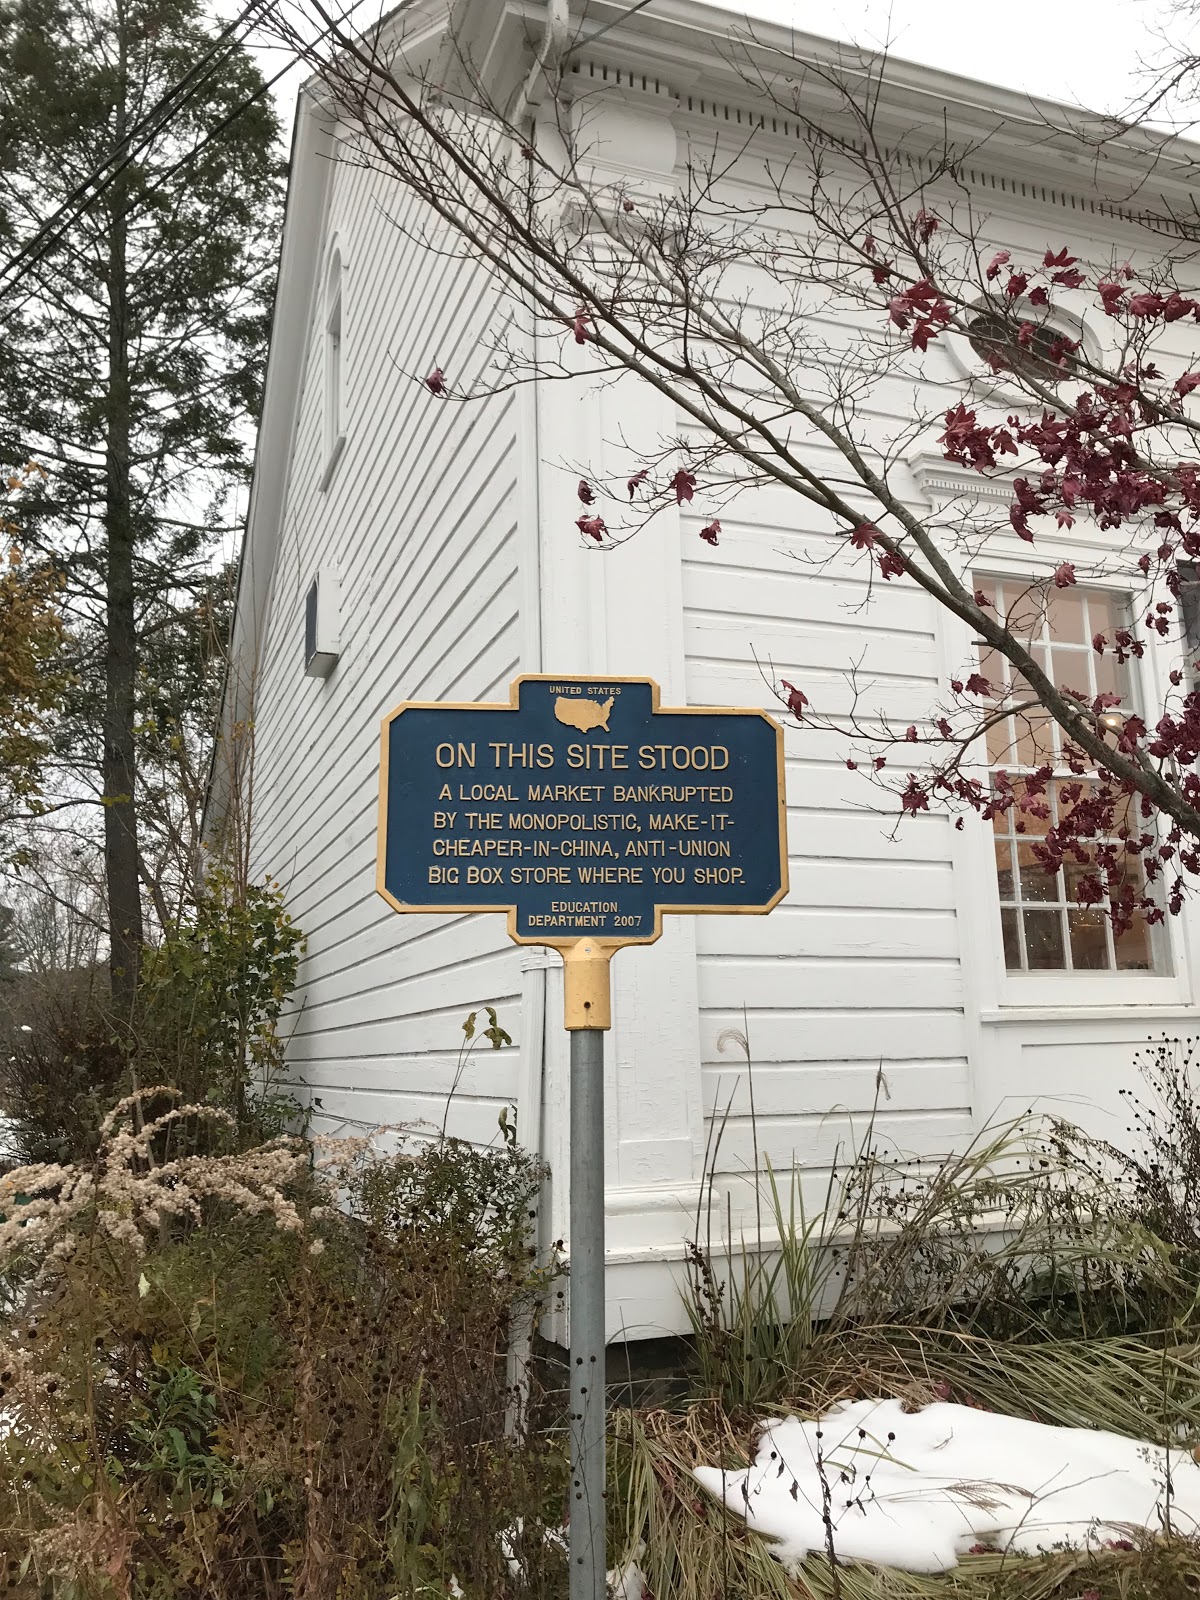 UNITED STATES
ON THIS SITE STOOD
A LOCAL MARKET BANKRUPTED
BY THE MONOPOLISTIC, MAKE-IT-
CHEAPER-IN-CHINA, ANTI-UNION
BIG BOX STORE WHERE YOU SHOP.
EDUCATION
DEPARTMENT 2007